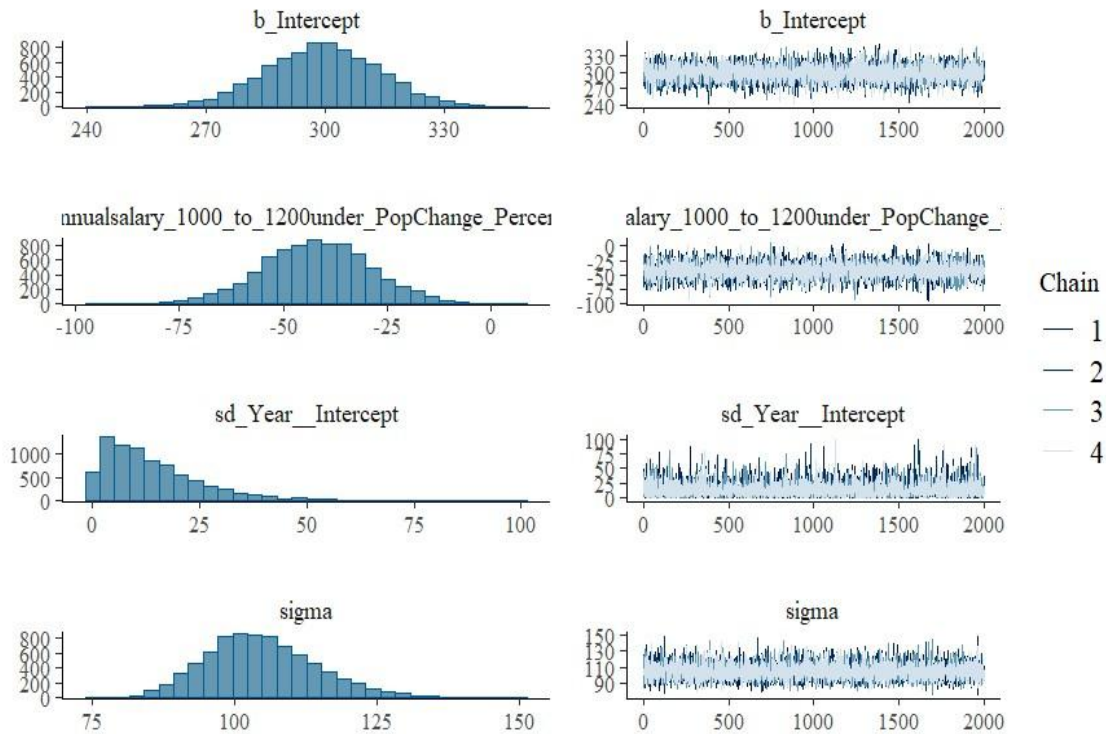 b_Intercept
800
600
400
200
0
240 270 300 330
b_Intercept
330
300
270
240
0 500 1000 1500 2000
nnualsalary_1000_to_1200under_PopChange_Percer
800
600
400
200
0
-100 -75 -50 -25 0
alary_1000_to_1200under_PopChange_
0
-25
-50
-75
-100
0 500 1000 1500 2000
sd_Year__Intercept
1000
500
0
0 25 50 75 100
sd_Year__Intercept
100
75
50
25
0
0 500 1000 1500 2000
sigma
800
600
400
200
0
75 100 125 150
sigma
150
130
110
90
0 500 1000 1500 2000
Chain
1
2
3
4